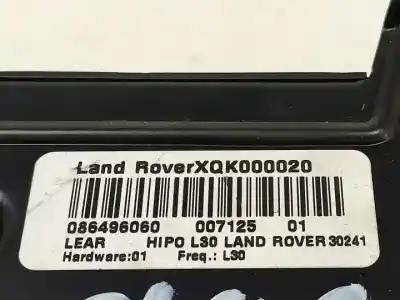 Land RoverXQK000020
086496060 007125 01
LEAR HIPO L30 LAND ROVER 30241
Hardware:01 Freq.: L30